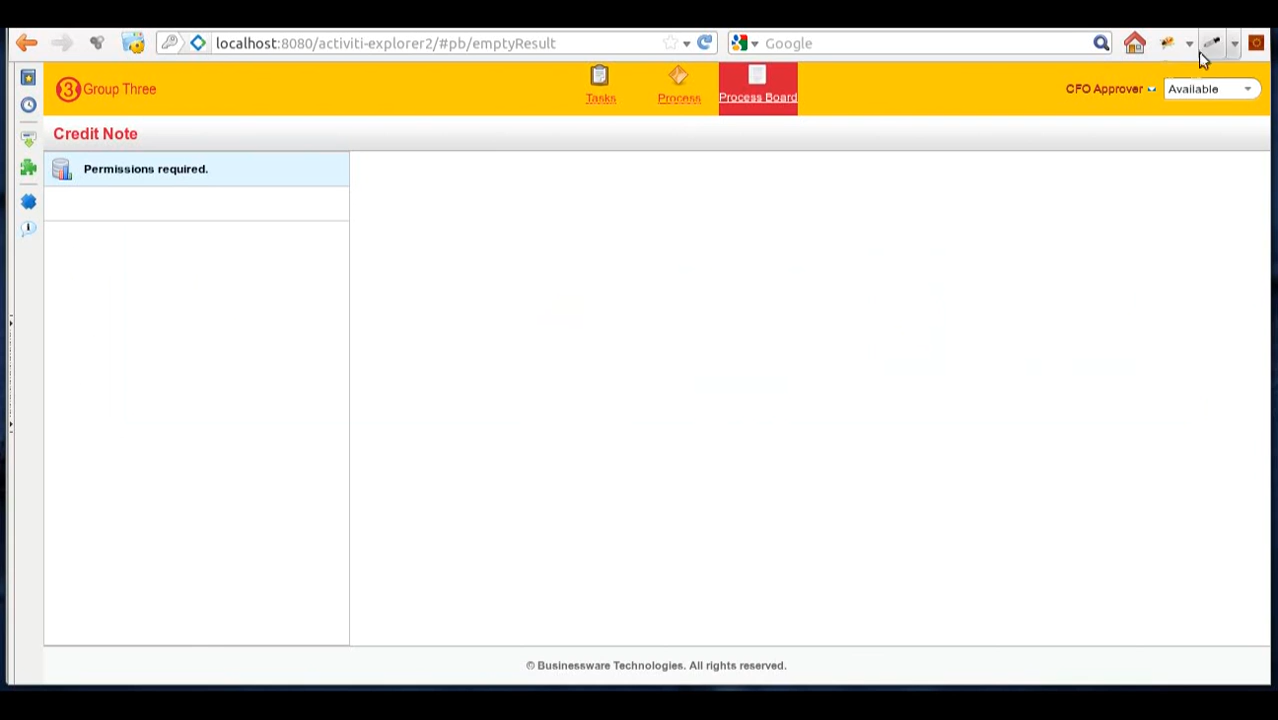 localhost:8080/activiti-explorer2/#pb/emptyResult
Google
3 Group Three
Tasks
Process
Process Board
CFO Approver
Available
Credit Note
Permissions required.
© Businessware Technologies. All rights reserved.